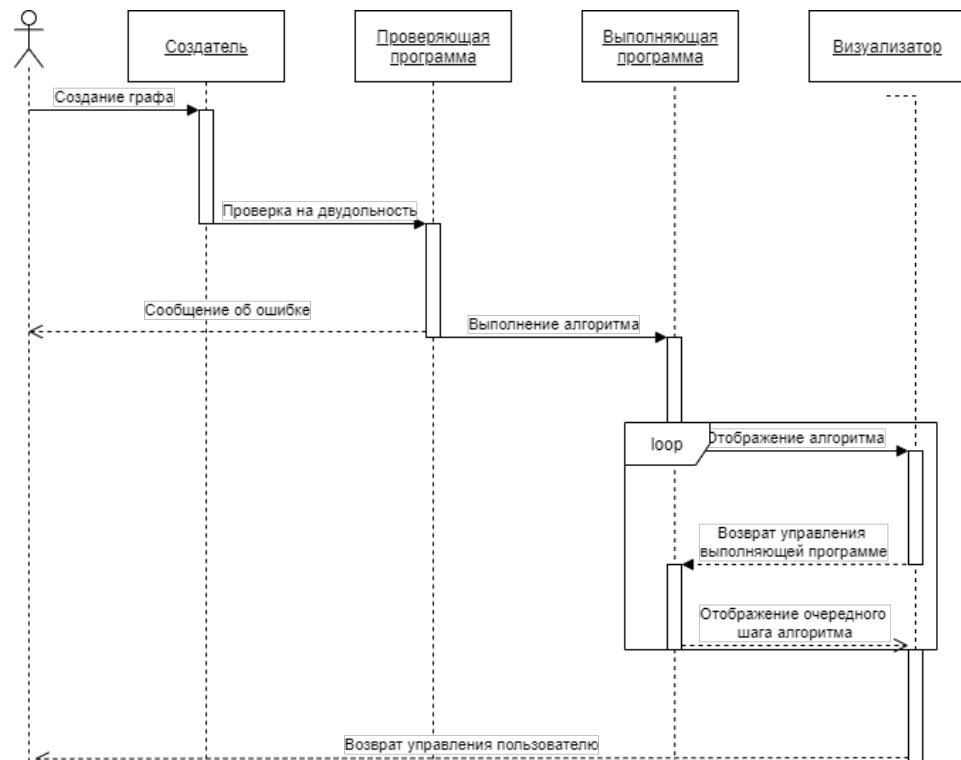 Создатель
Проверяющая
программа
Выполняющая
программа
Визуализатор
Создание графа
Проверка на двудольность
Сообщение об ошибке
Выполнение алгоритма
loop
Отображение алгоритма
Возврат управления
выполняющей программе
Отображение очередного
шага алгоритма
Возврат управления пользователю